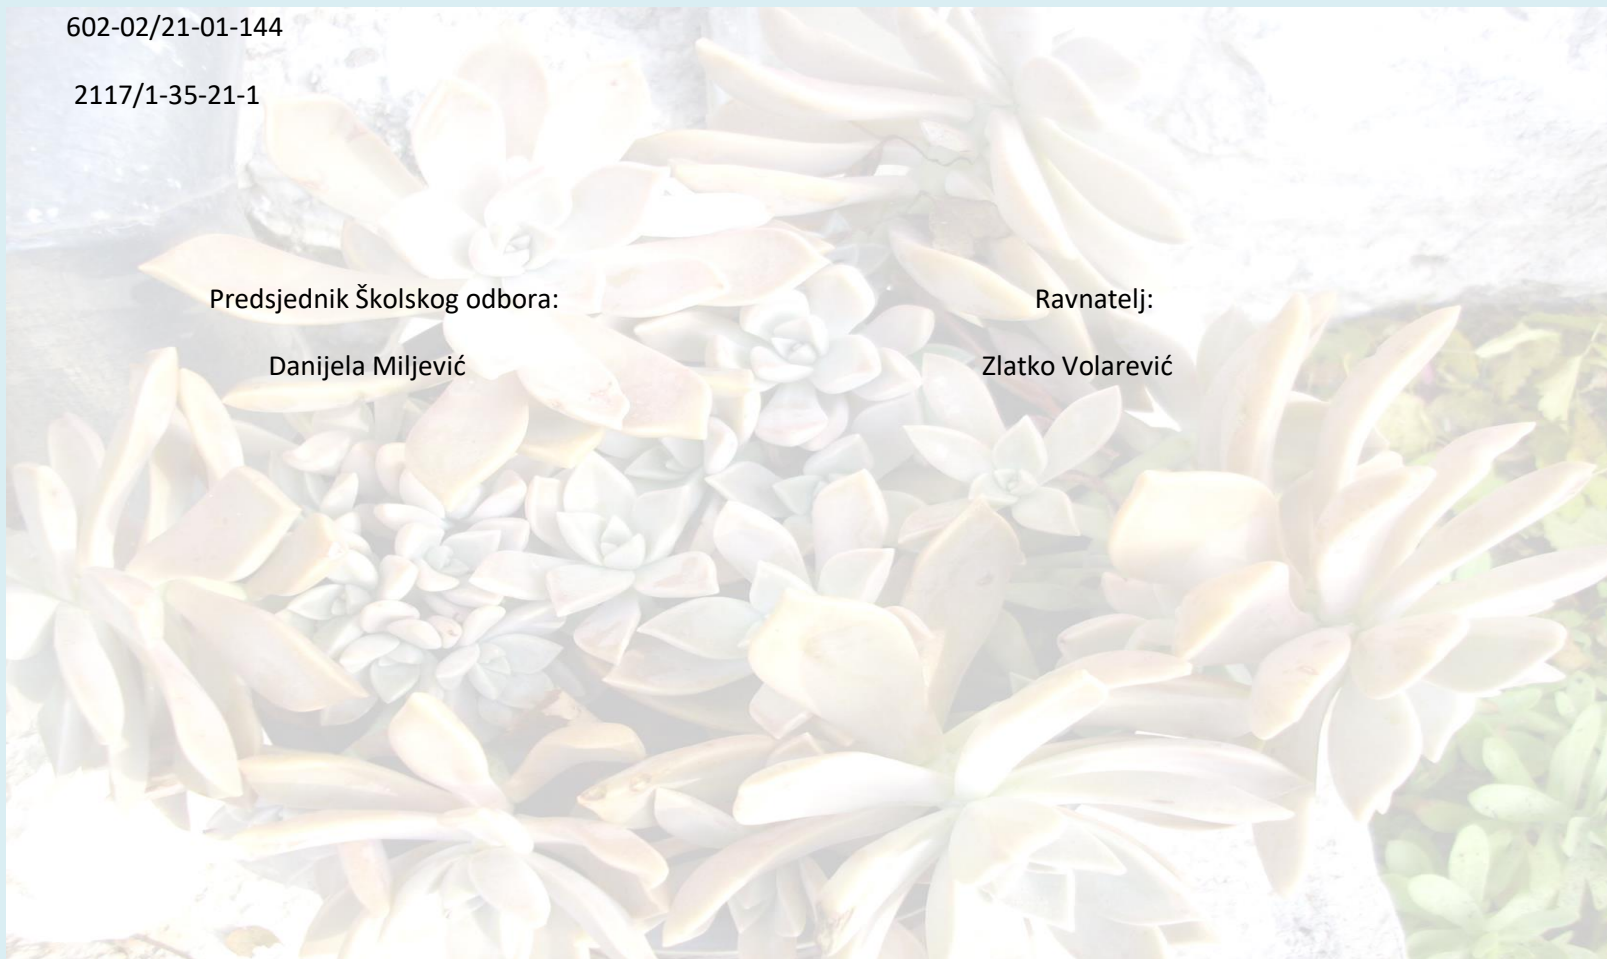 602-02/21-01-144
2117/1-35-21-1
Predsjednik Školskog odbora: Ravnatelj:
Danijela Miljević Zlatko Volarević